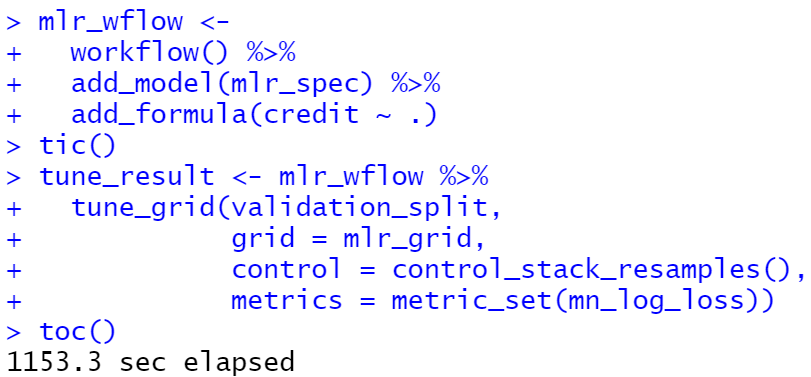 > mlr_wflow <-
+   workflow() %>%
+   add_model(mlr_spec) %>%
+   add_formula(credit ~ .)
> tic()
> tune_result <- mlr_wflow %>%
+   tune_grid(validation_split,
+             grid = mlr_grid,
+             control = control_stack_resamples(),
+             metrics = metric_set(mn_log_loss))
> toc()
1153.3 sec elapsed